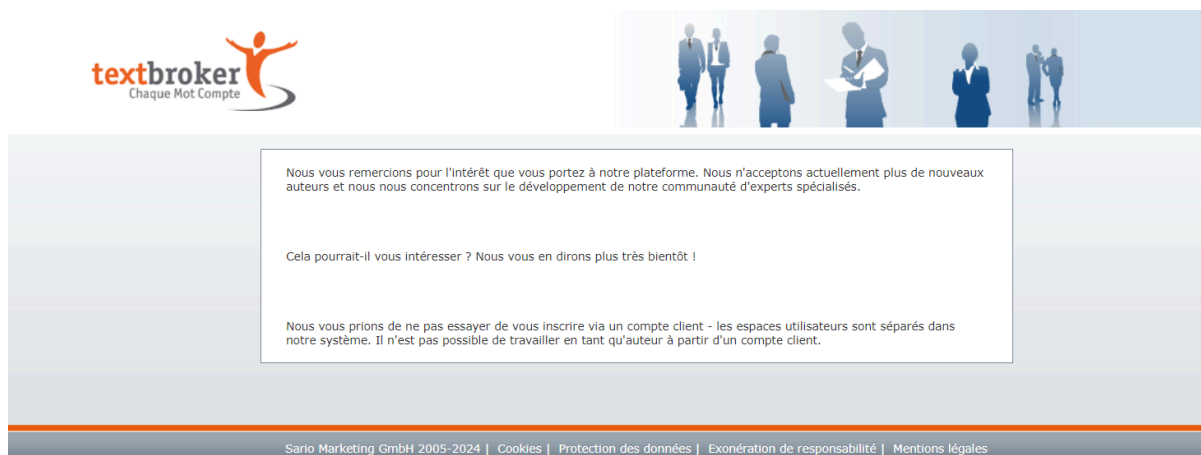 textbroker
Chaque Mot Compte
Nous vous remercions pour l'intérêt que vous portez à notre plateforme. Nous n'acceptons actuellement plus de nouveaux
auteurs et nous nous concentrons sur le développement de notre communauté d'experts spécialisés.
Cela pourrait-il vous intéresser ? Nous vous en dirons plus très bientôt !
Nous vous prions de ne pas essayer de vous inscrire via un compte client - les espaces utilisateurs sont séparés dans
notre système. Il n'est pas possible de travailler en tant qu'auteur à partir d'un compte client.
Sario Marketing GmbH 2005-2024 | Cookies | Protection des données | Exonération de responsabilité | Mentions légales